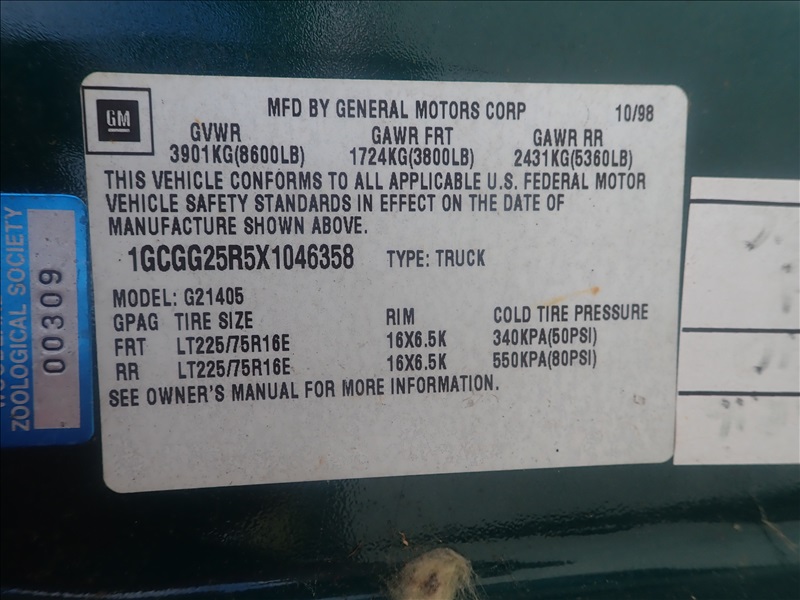 GM
MFD BY GENERAL MOTORS CORP 10/98
GVWR GAWR FRT GAWR RR
3901KG(8600LB) 1724KG(3800LB) 2431KG(5360LB)
THIS VEHICLE CONFORMS TO ALL APPLICABLE U.S. FEDERAL MOTOR
VEHICLE SAFETY STANDARDS IN EFFECT ON THE DATE OF
MANUFACTURE SHOWN ABOVE.
1GCGG25R5X1046358 TYPE: TRUCK
MODEL: G21405
GPAG TIRE SIZE RIM COLD TIRE PRESSURE
FRT LT225/75R16E 16X6.5K 340KPA(50PSI)
RR LT225/75R16E 16X6.5K 550KPA(80PSI)
SEE OWNER'S MANUAL FOR MORE INFORMATION.
ZOOLOGICAL SOCIETY
00309